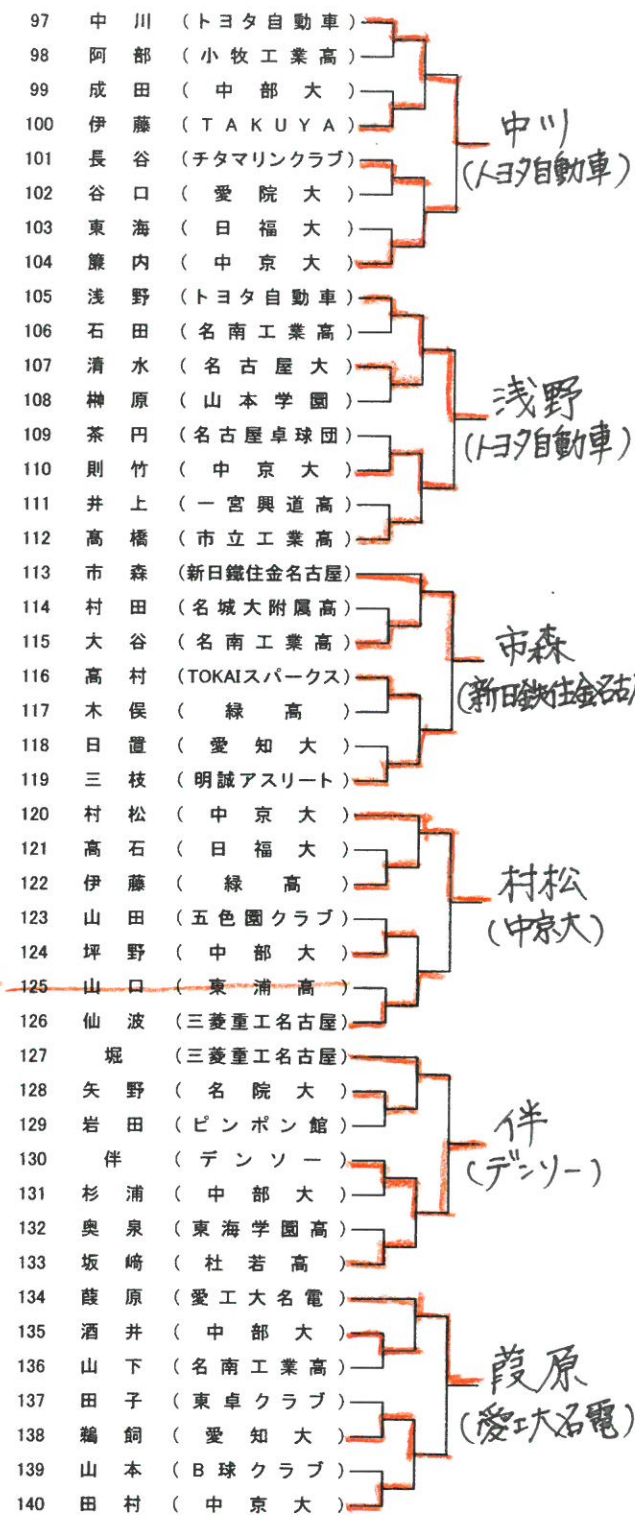 97 中川 (トヨタ自動車)
98 阿部 (小牧工業高)
99 成田 (中部大)
100 伊藤 (TAKUYA)
中川
101 長谷 (チタマリンクラブ)
(トヨタ自動車)
102 谷口 (愛院大)
103 東海 (日福大)
104 簾内 (中京大)
105 浅野 (トヨタ自動車)
106 石田 (名南工業高)
107 清水 (名古屋大)
108 榊原 (山本学園)
浅野
109 茶円 (名古屋卓球団)
(トヨタ自動車)
110 則竹 (中京大)
111 井上 (一宮興道高)
112 髙橋 (市立工業高)
113 市森 (新日鐵住金名古屋)
114 村田 (名城大附属高)
115 大谷 (名南工業高)
市森
116 高村 (TOKAIスパークス)
(新日鉄住金名古
117 木俣 (緑高)
118 日置 (愛知大)
119 三枝 (明誠アスリート)
120 村松 (中京大)
121 高石 (日福大)
122 伊藤 (緑高)
村松
123 山田 (五色園クラブ)
(中京大)
124 坪野 (中部大)
125 山口 (東浦高)
126 仙波 (三菱重工名古屋)
127 堀 (三菱重工名古屋)
128 矢野 (名院大)
129 岩田 (ピンポン館)
伴
130 伴 (デンソー)
(デンソー)
131 杉浦 (中部大)
132 奥泉 (東海学園高)
133 坂﨑 (杜若高)
134 葭原 (愛工大名電)
135 酒井 (中部大)
136 山下 (名南工業高)
葭原
137 田子 (東卓クラブ)
(愛工大名電)
138 鵜飼 (愛知大)
139 山本 (B球クラブ)
140 田村 (中京大)